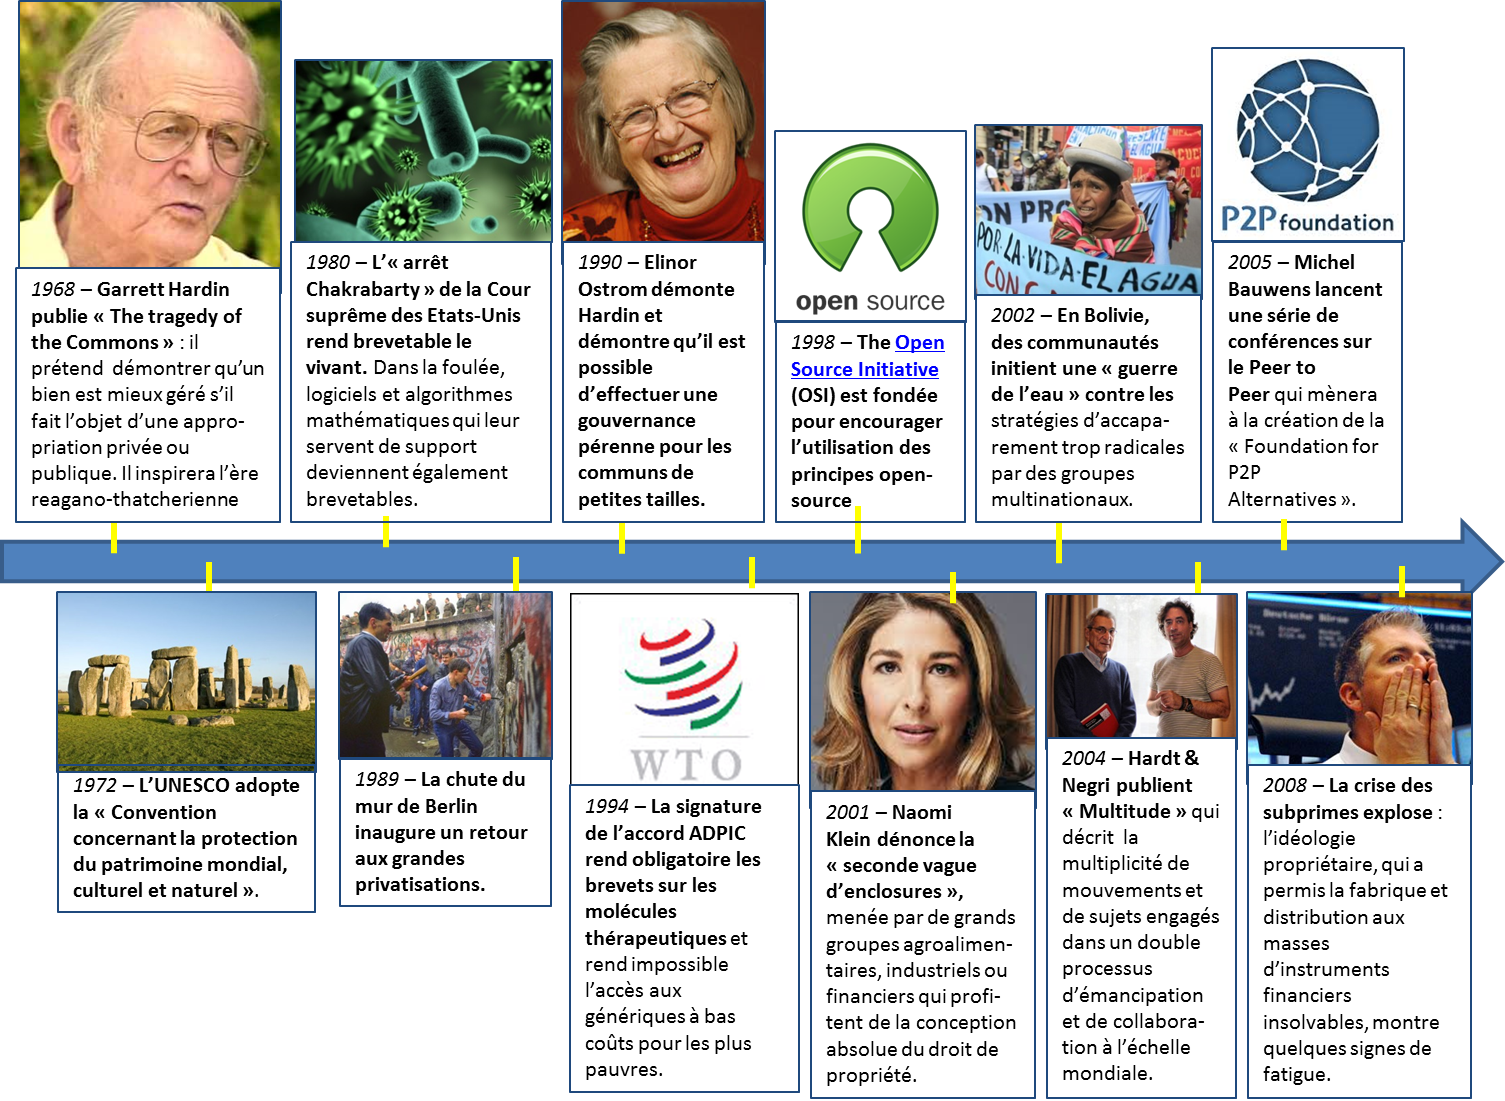 1968 – Garrett Hardin
publie « The tragedy of
the Commons » : il
prétend démontrer qu'un
bien est mieux géré s'il
fait l'objet d'une appro-
priation privée ou
publique. Il inspirera l'ère
reagano-thatcherienne
1980 – L'« arrêt
Chakrabarty » de la Cour
suprême des Etats-Unis
rend brevetable le
vivant. Dans la foulée,
logiciels et algorithmes
mathématiques qui leur
servent de support
deviennent également
brevetables.
1990 – Elinor
Ostrom démonte
Hardin et
démontre qu'il est
possible
d'effectuer une
gouvernance
pérenne pour les
communs de
petites tailles.
open source
1998 – The Open
Source Initiative
(OSI) est fondée
pour encourager
l'utilisation des
principes open-
source
POR·LA·VIDA·EL AGUA
2002 – En Bolivie,
des communautés
initient une « guerre
de l'eau » contre les
stratégies d'accapa-
rement trop radicales
par des groupes
multinationaux.
P2P foundation
2005 – Michel
Bauwens lancent
une série de
conférences sur
le Peer to
Peer qui mènera
à la création de la
« Foundation for
P2P
Alternatives ».
1972 – L'UNESCO adopte
la « Convention
concernant la protection
du patrimoine mondial,
culturel et naturel ».
1989 – La chute du
mur de Berlin
inaugure un retour
aux grandes
privatisations.
WTO
1994 – La signature
de l'accord ADPIC
rend obligatoire les
brevets sur les
molécules
thérapeutiques et
rend impossible
l'accès aux
génériques à bas
coûts pour les plus
pauvres.
2001 – Naomi
Klein dénonce la
« seconde vague
d'enclosures »,
menée par de grands
groupes agroalimen-
taires, industriels ou
financiers qui profi-
tent de la conception
absolue du droit de
propriété.
2004 – Hardt &
Negri publient
« Multitude » qui
décrit la
multiplicité de
mouvements et
de sujets engagés
dans un double
processus
d'émancipation
et de collabora-
tion à l'échelle
mondiale.
Deutsche Börse
2008 – La crise des
subprimes explose :
l'idéologie
propriétaire, qui a
permis la fabrique et
distribution aux
masses
d'instruments
financiers
insolvables, montre
quelques signes de
fatigue.